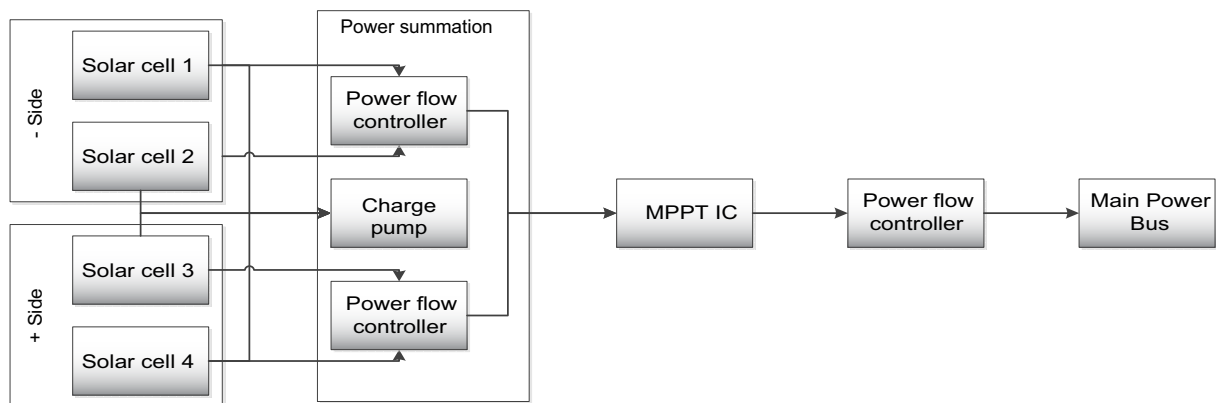 Power summation
- Side
Solar cell 1
Solar cell 2
+ Side
Solar cell 3
Solar cell 4
Power flow
controller
Charge
pump
Power flow
controller
MPPT IC
Power flow
controller
Main Power
Bus